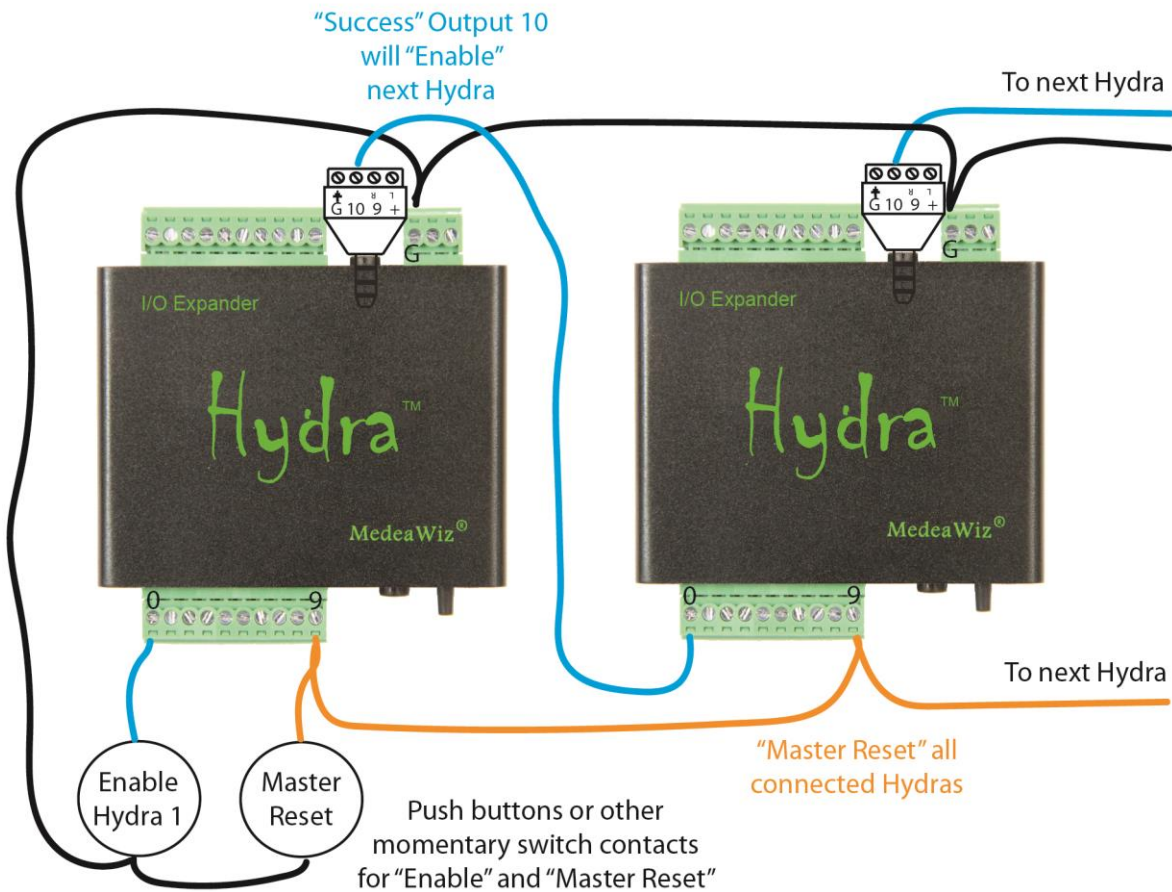 “Success” Output 10
will “Enable”
next Hydra
To next Hydra
G 10 9 +
R L
G
I/O Expander
Hydra™
MedeaWiz®
0 9
G 10 9 +
R L
G
I/O Expander
Hydra™
MedeaWiz®
0 9
To next Hydra
“Master Reset” all
connected Hydras
Enable
Hydra 1
Master
Reset
Push buttons or other
momentary switch contacts
for “Enable” and “Master Reset”